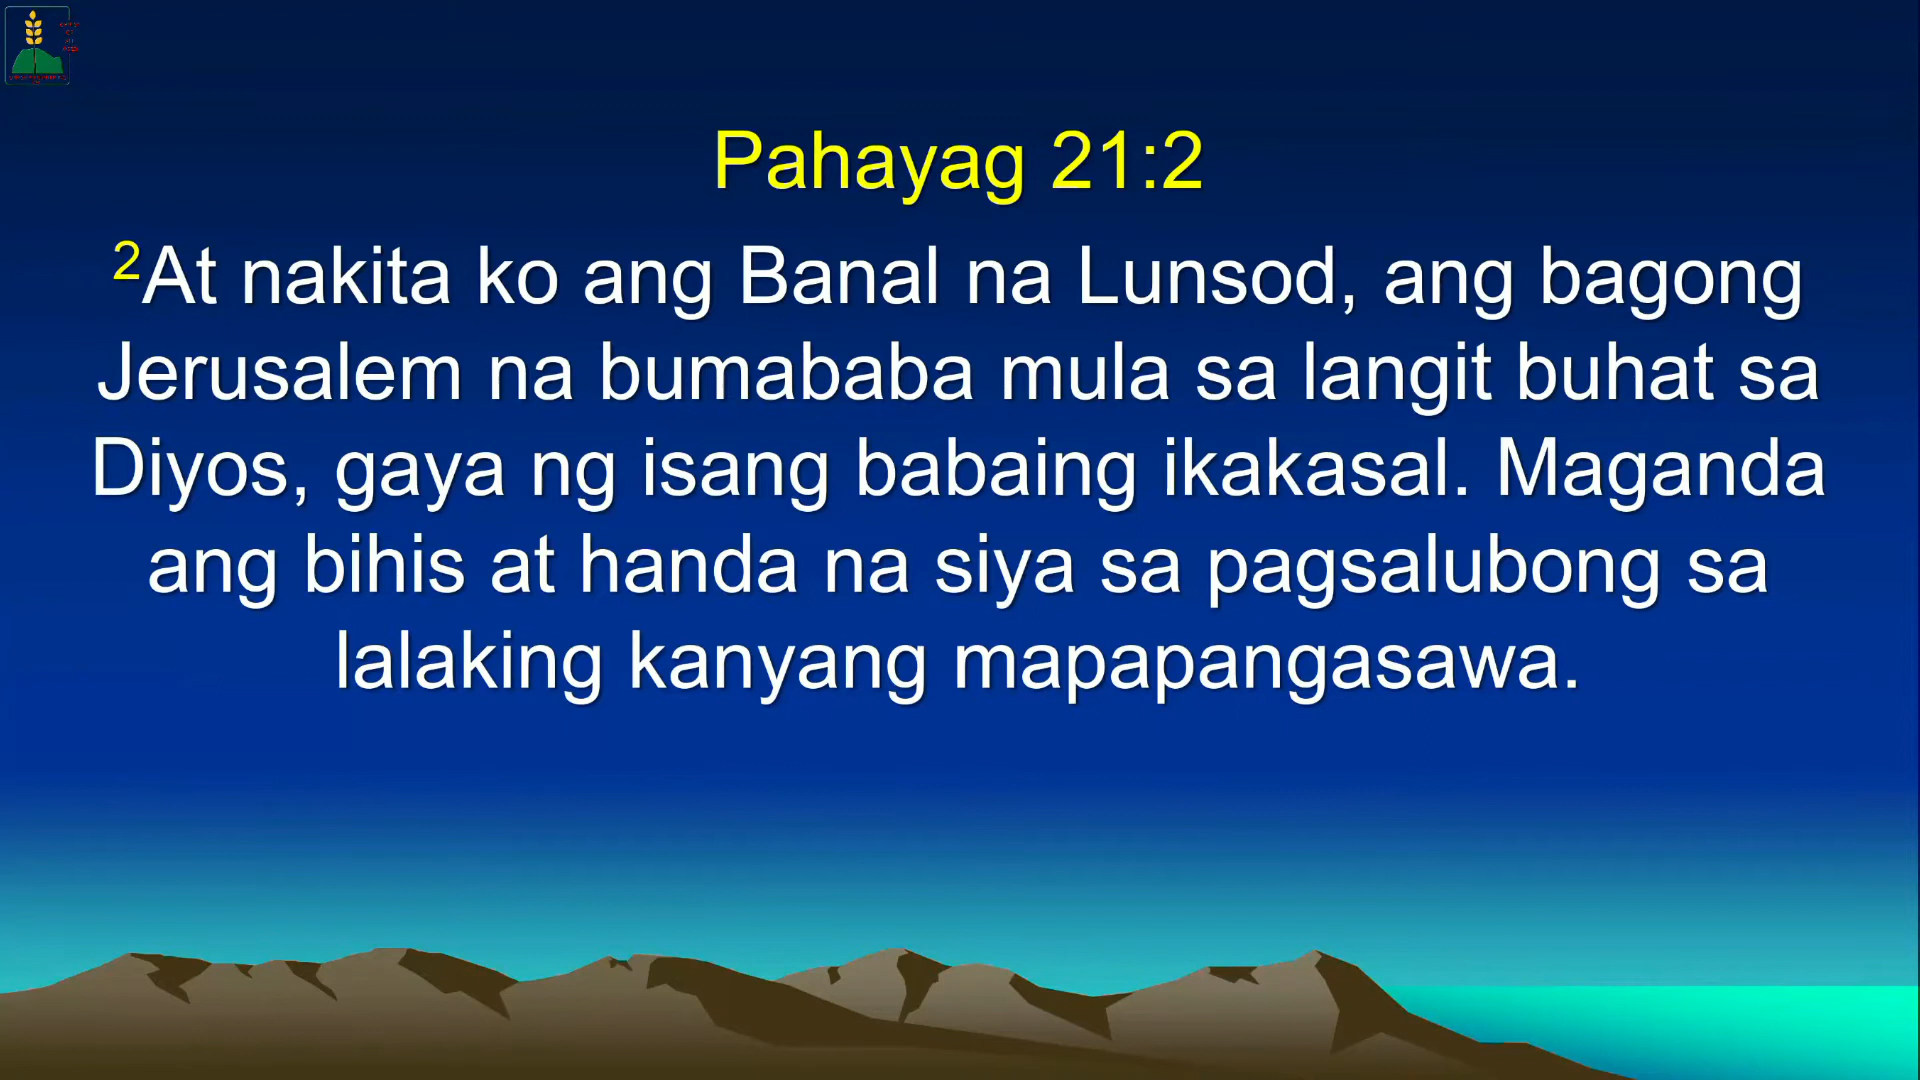 Pahayag 21:2
2At nakita ko ang Banal na Lunsod, ang bagong
Jerusalem na bumababa mula sa langit buhat sa
Diyos, gaya ng isang babaing ikakasal. Maganda
ang bihis at handa na siya sa pagsalubong sa
lalaking kanyang mapapangasawa.